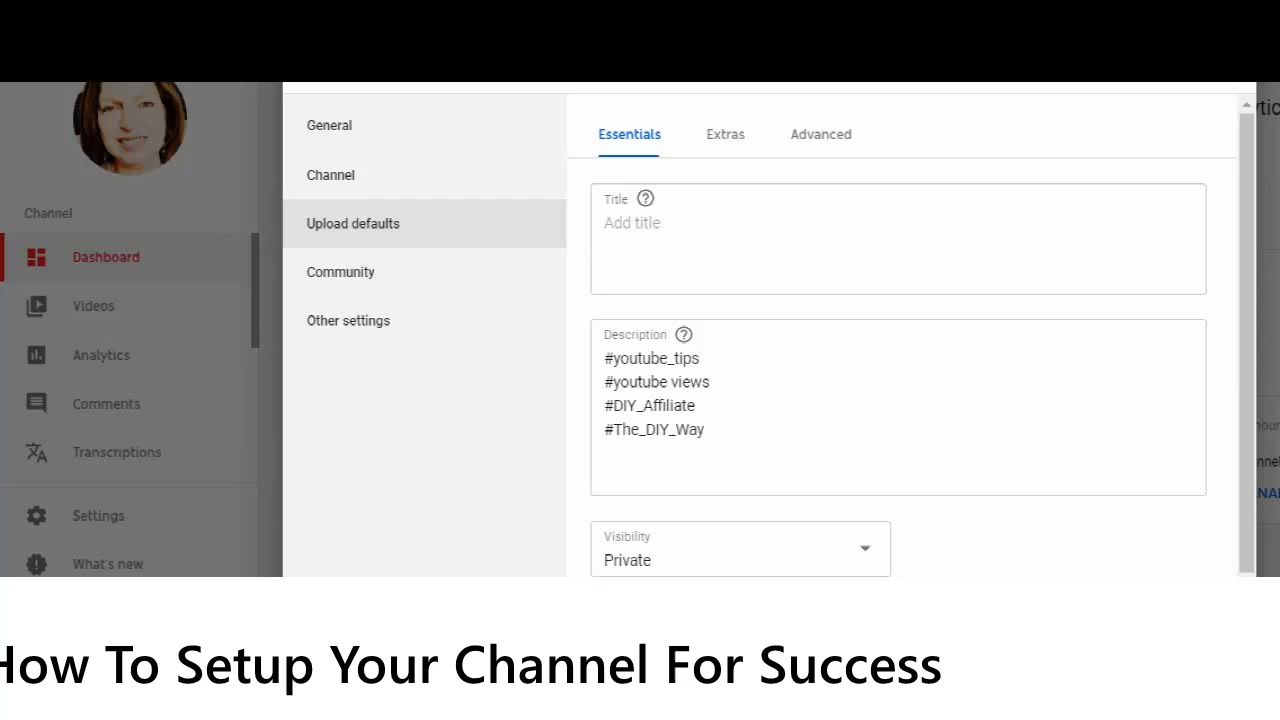 General
Channel
Upload defaults
Community
Other settings
Essentials Extras Advanced
Title ?
Add title
Description ?
#youtube_tips
#youtube views
#DIY_Affiliate
#The_DIY_Way
Visibility
Private
Channel
Dashboard
Videos
Analytics
Comments
Transcriptions
Settings
What's new
How To Setup Your Channel For Success